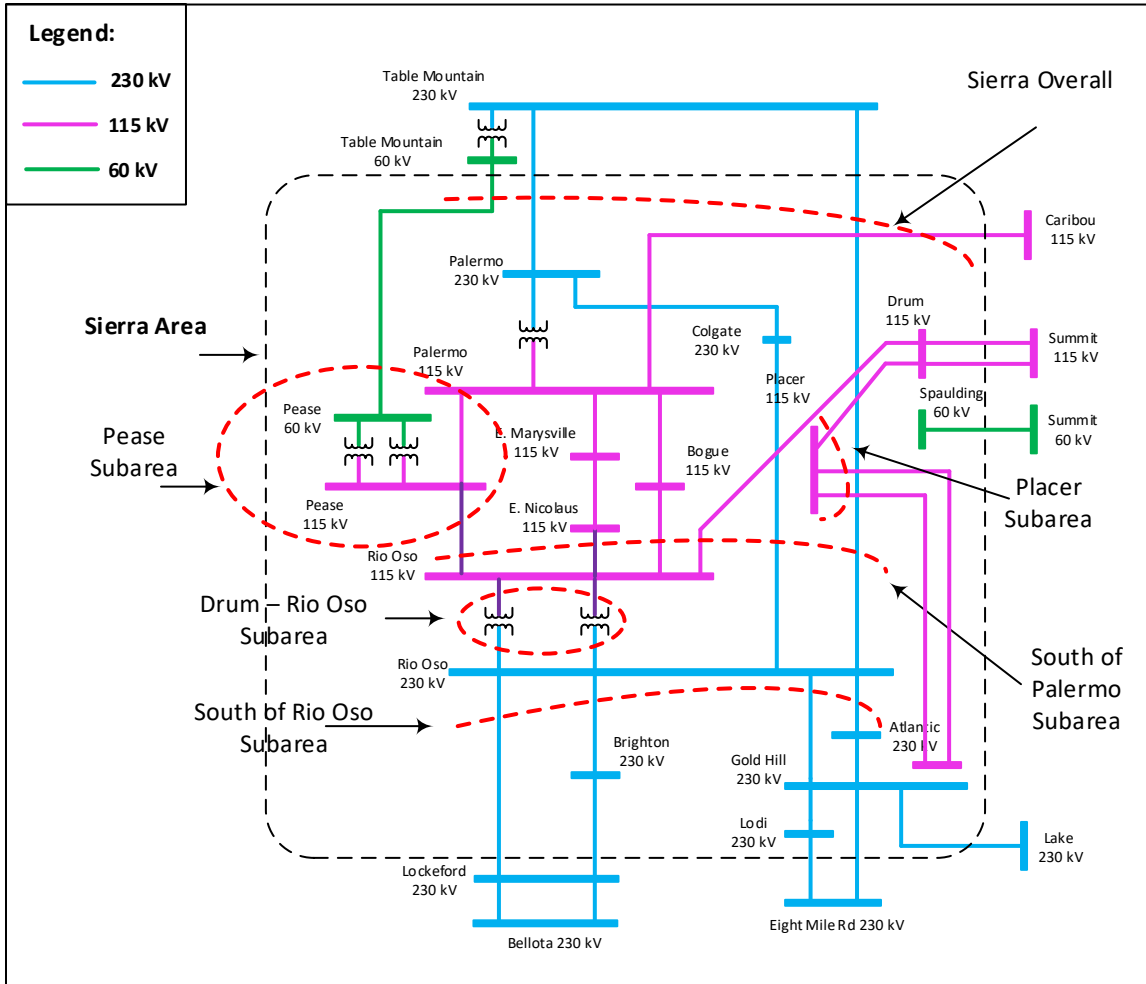 Legend:
230 kV
115 kV
60 kV
Table Mountain
230 kV
Sierra Overall
Table Mountain
60 kV
Caribou
115 kV
Palermo
230 kV
Drum
115 kV
Sierra Area
Colgate
230 kV
Summit
115 kV
Palermo
115 kV
Placer
115 kV
Spaulding
60 kV
Summit
60 kV
Pease
60 kV
Pease
Subarea
E. Marysville
115 kV
Bogue
115 kV
Placer
Subarea
Pease
115 kV
E. Nicolaus
115 kV
Rio Oso
115 kV
Drum – Rio Oso
Subarea
Rio Oso
230 kV
South of
Palermo
Subarea
South of Rio Oso
Subarea
Atlantic
230 kV
Brighton
230 kV
Gold Hill
230 kV
Lodi
230 kV
Lake
230 kV
Lockeford
230 kV
Bellota 230 kV
Eight Mile Rd 230 kV